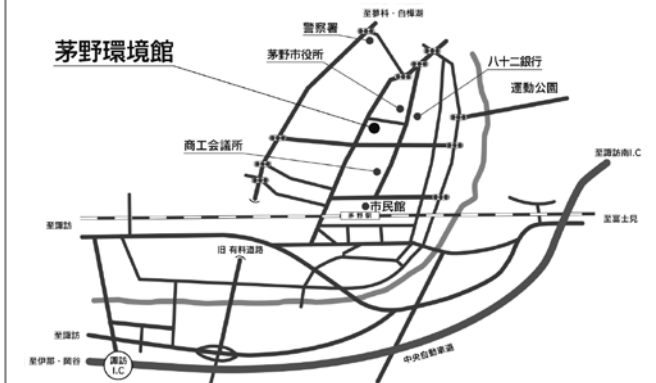 至蓼科・白樺湖
警察署
茅野環境館
茅野市役所
八十二銀行
運動公園
商工会議所
至諏訪南I.C
市民館
茅野駅
至諏訪
至富士見
旧 有料道路
至諏訪
中央自動車道
至伊那・岡谷
諏訪
I.C